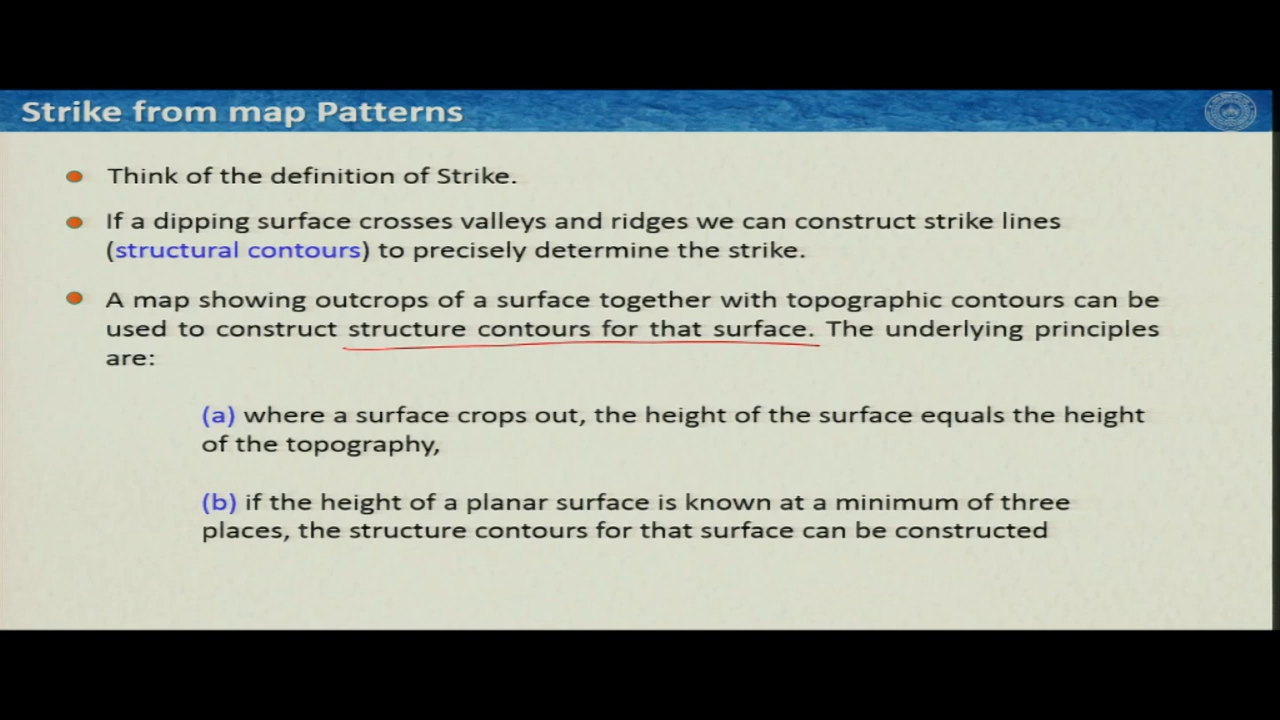 Strike from map Patterns
Think of the definition of Strike.
If a dipping surface crosses valleys and ridges we can construct strike lines
(structural contours) to precisely determine the strike.
A map showing outcrops of a surface together with topographic contours can be
used to construct structure contours for that surface. The underlying principles
are:
(a) where a surface crops out, the height of the surface equals the height
of the topography,
(b) if the height of a planar surface is known at a minimum of three
places, the structure contours for that surface can be constructed